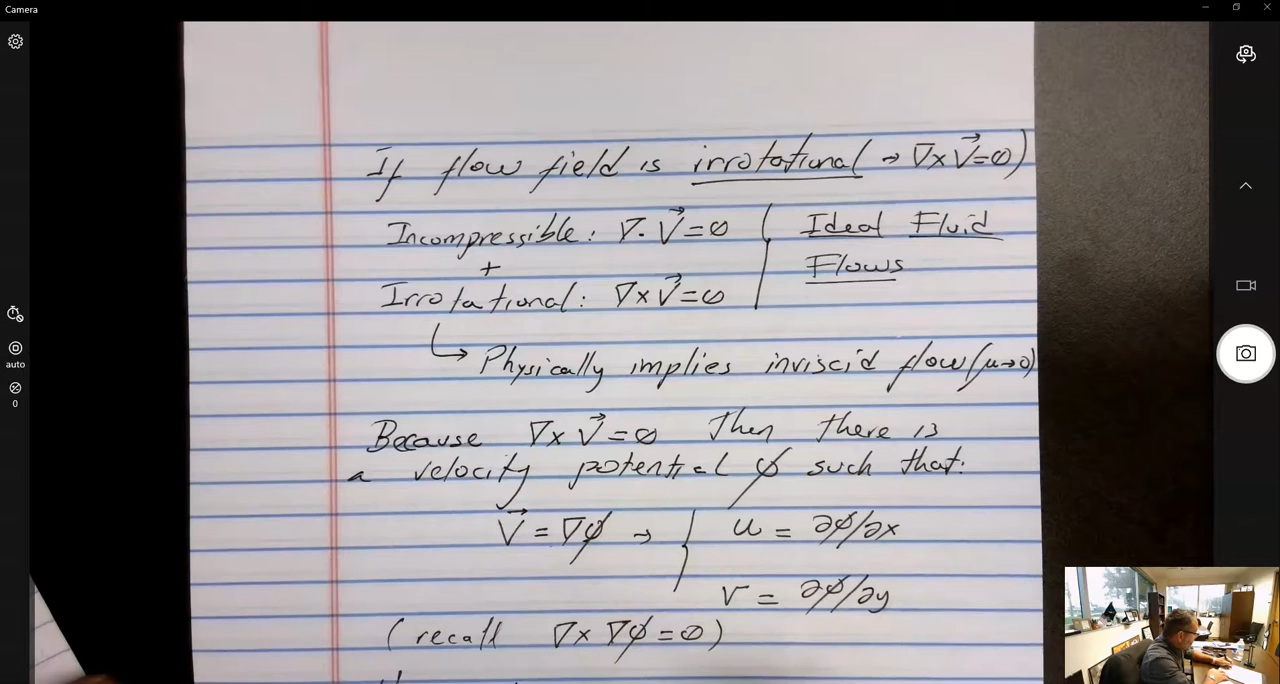 Camera
If flow field is irrotational → ∇×V⃗=0)
Incompressible: ∇·V⃗=0 Ideal Fluid
+ Flows
Irrotational: ∇×V⃗=0
↳ Physically implies inviscid flow (μ→0)
Because ∇×V⃗=0 Then there is
a velocity potential ϕ such that:
V⃗ = ∇ϕ → { u = ∂ϕ/∂x
v = ∂ϕ/∂y
(recall ∇×∇ϕ=0)
auto
0